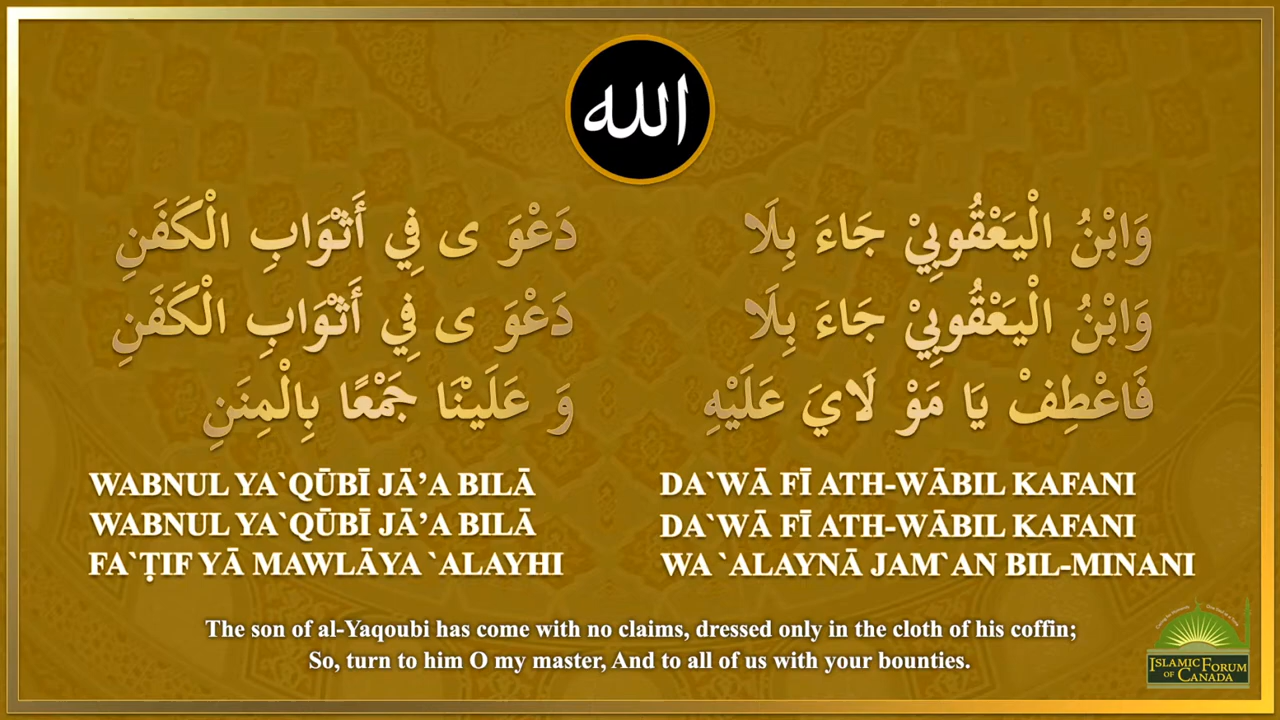 الله
وَابْنُ الْيَعْقُوبِيْ جَاءَ بِلَا دَعْوَ ى فِي أَثْوَابِ الْكَفَنِ
وَابْنُ الْيَعْقُوبِيْ جَاءَ بِلَا دَعْوَ ى فِي أَثْوَابِ الْكَفَنِ
فَاعْطِفْ يَا مَوْ لَايَ عَلَيْهِ وَ عَلَيْنَا جَمْعًا بِالْمِنَنِ
WABNUL YA`QŪBĪ JĀ’A BILĀ DA`WĀ FĪ ATH-WĀBIL KAFANI
WABNUL YA`QŪBĪ JĀ’A BILĀ DA`WĀ FĪ ATH-WĀBIL KAFANI
FA`ṬIF YĀ MAWLĀYA `ALAYHI WA `ALAYNĀ JAM`AN BIL-MINANI
The son of al-Yaqoubi has come with no claims, dressed only in the cloth of his coffin;
So, turn to him O my master, And to all of us with your bounties.
ISLAMIC FORUM
OF CANADA